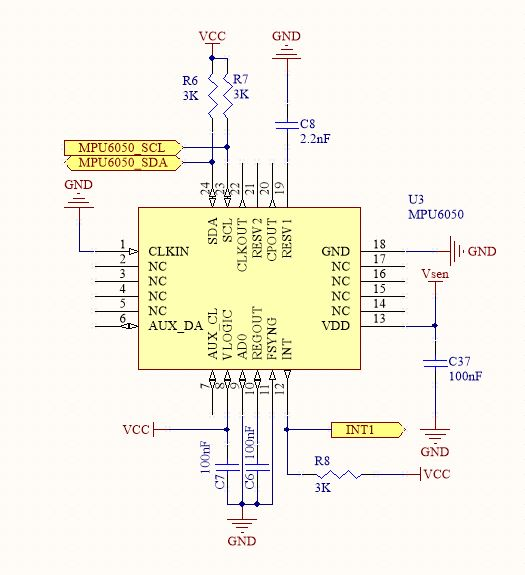 VCC
GND
R6
3K
R7
3K
C8
2.2nF
MPU6050_SCL
MPU6050_SDA
GND
24
23
22
21
20
19
U3
MPU6050
SDA
SCL
CLKOUT
RESV2
CPOUT
RESV1
1
CLKIN
2
NC
3
NC
4
NC
5
NC
6
AUX_DA
GND
18
GND
NC
17
NC
16
NC
15
NC
14
VDD
13
Vsen
AUX_CL
VLOGIC
AD0
REGOUT
FSYNG
INT
7
8
9
10
11
12
C37
100nF
GND
VCC
INT1
100nF
C7
100nF
C6
R8
3K
VCC
GND